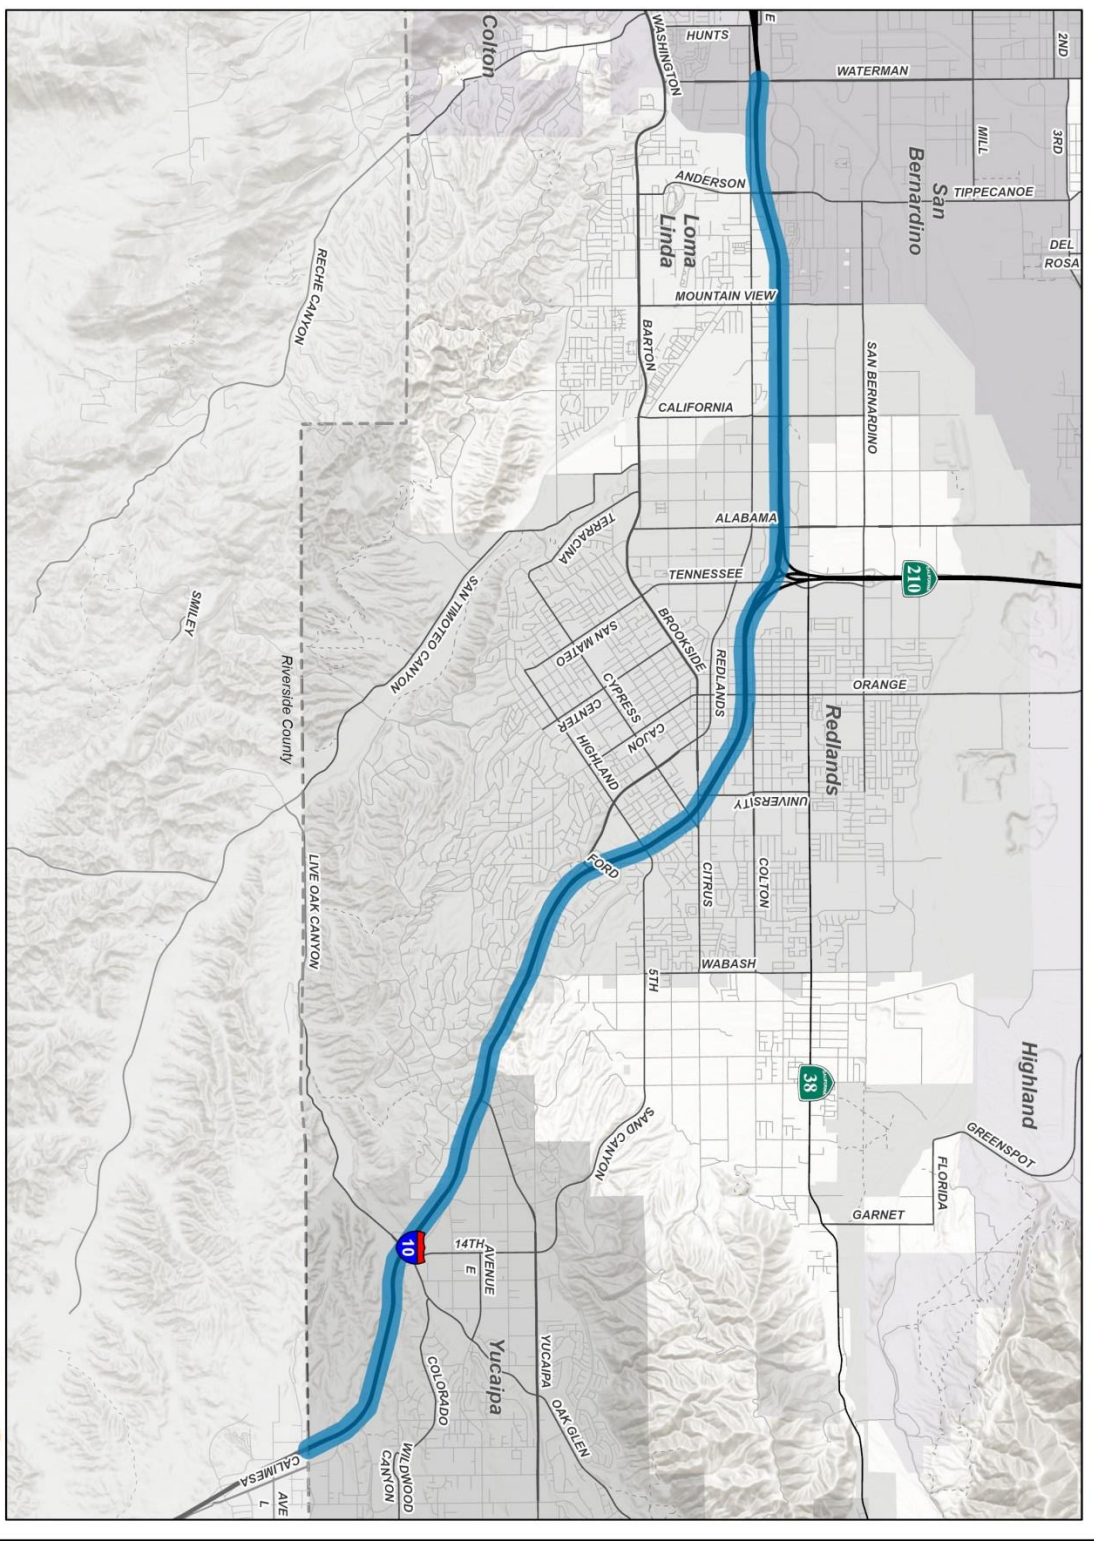 Colton
WASHINGTON
HUNTS
E
2ND
WATERMAN
MILL
3RD
San
Bernardino
TIPPECANOE
ANDERSON
Loma
Linda
DEL
ROSA
RECHE CANYON
MOUNTAIN VIEW
BARTON
SAN BERNARDINO
CALIFORNIA
ALABAMA
TERRACINA
TENNESSEE
CALIFORNIA
210
SAN TIMOTEO CANYON
SMILEY
SAN MATEO
BROOKSIDE
REDLANDS
ORANGE
Riverside County
CYPRESS
CENTER
CAJON
HIGHLAND
Redlands
UNIVERSITY
FORD
CITRUS
COLTON
LIVE OAK CANYON
5TH
WABASH
Highland
CALIFORNIA
38
SAND CANYON
GREENSPOT
FLORIDA
GARNET
10
14TH
AVENUE
E
Yucaipa
YUCAIPA
COLORADO
OAK GLEN
WILDWOOD
CANYON
CALIMESA
AVE
L